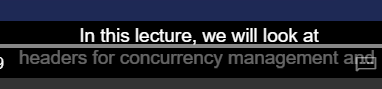 In this lecture, we will look at
headers for concurrency management and